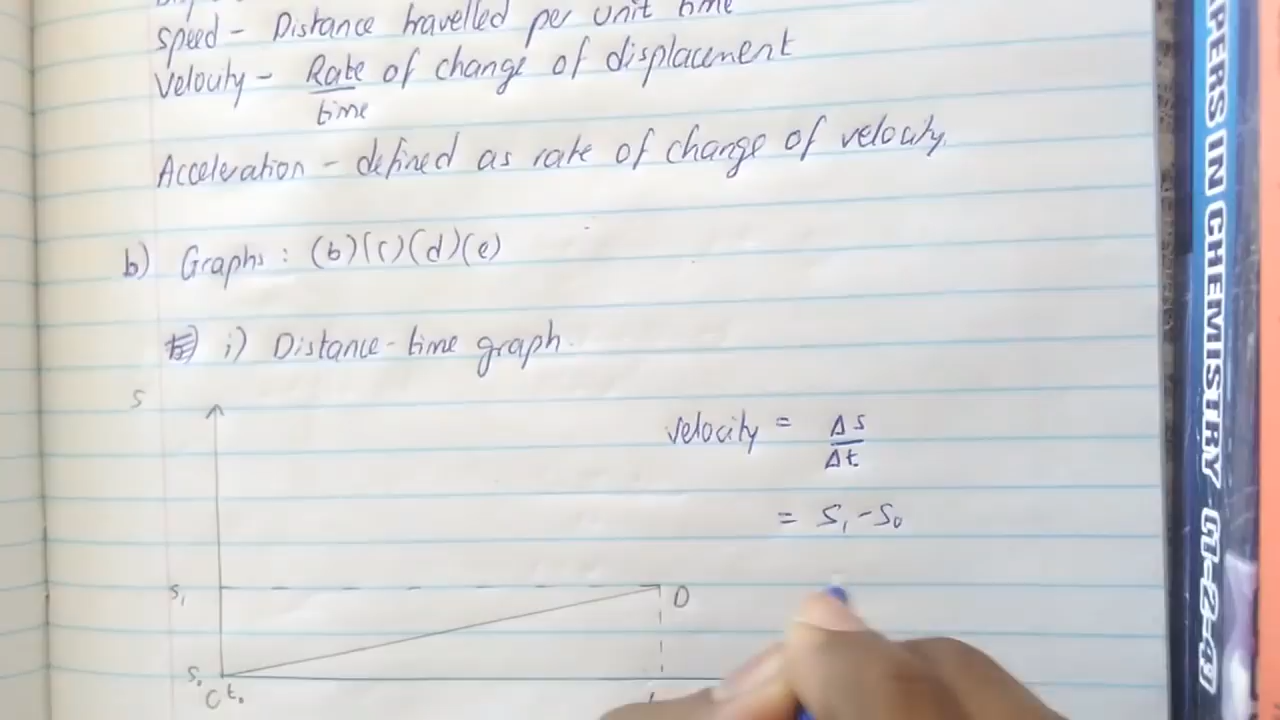 speed - Distance travelled per unit time
Velocity - Rate of change of displacement
time
Acceleration - defined as rate of change of velocity.
b) Graphs : (b)(c)(d)(e)
i) Distance - time graph.
S
velocity = Δs
Δt
= S₁ - S₀
S₁
D
S₀
C t₀
PERS IN CHEMISTRY